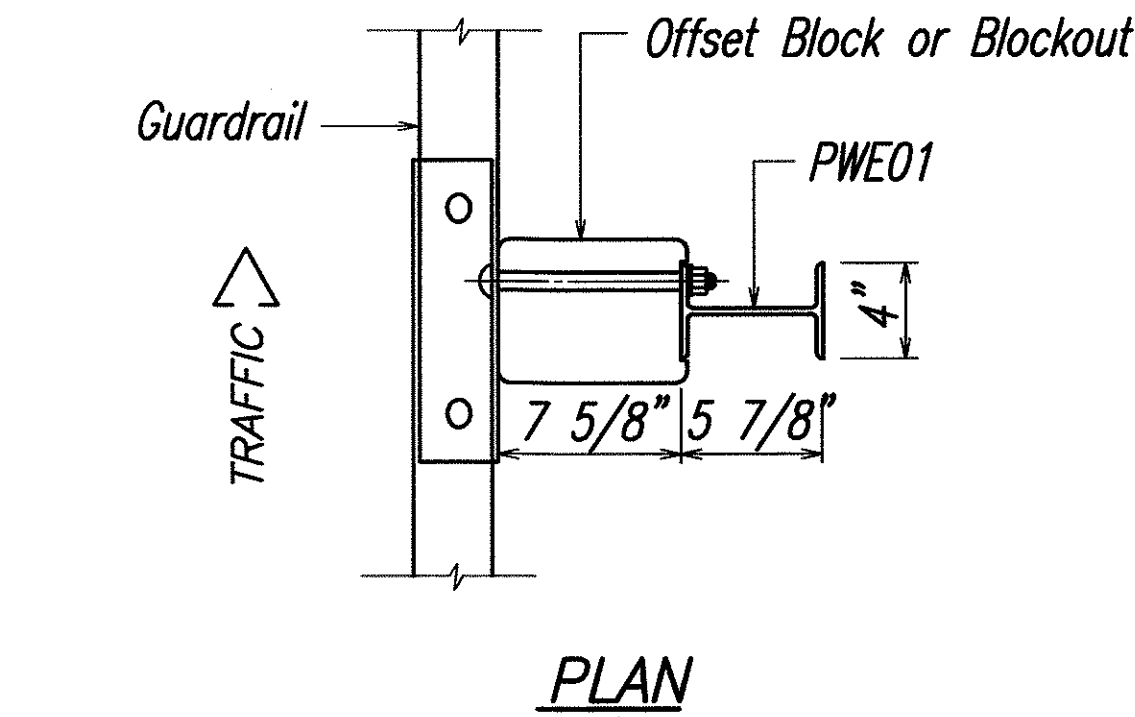 Offset Block or Blockout
Guardrail
PWE01
TRAFFIC
4"
7 5/8"
5 7/8"
PLAN